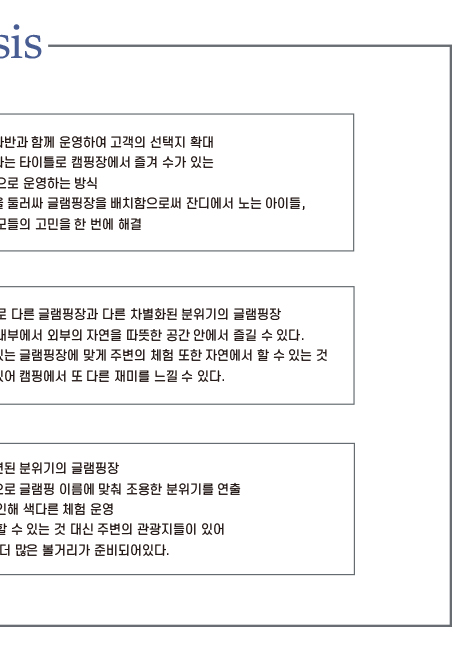 sis
카라반과 함께 운영하여 고객의 선택지 확대
라는 타이틀로 캠핑장에서 즐겨 수가 있는
으로 운영하는 방식
을 둘러싸 글램핑장을 배치함으로써 잔디에서 노는 아이들,
모들의 고민을 한 번에 해결
로 다른 글램핑장과 다른 차별화된 분위기의 글램핑장
내부에서 외부의 자연을 따뜻한 공간 안에서 즐길 수 있다.
있는 글램핑장에 맞게 주변의 체험 또한 자연에서 할 수 있는 것
있어 캠핑에서 또 다른 재미를 느낄 수 있다.
된 분위기의 글램핑장
으로 글램핑 이름에 맞춰 조용한 분위기를 연출
인해 색다른 체험 운영
할 수 있는 것 대신 주변의 관광지들이 있어
더 많은 볼거리가 준비되어있다.